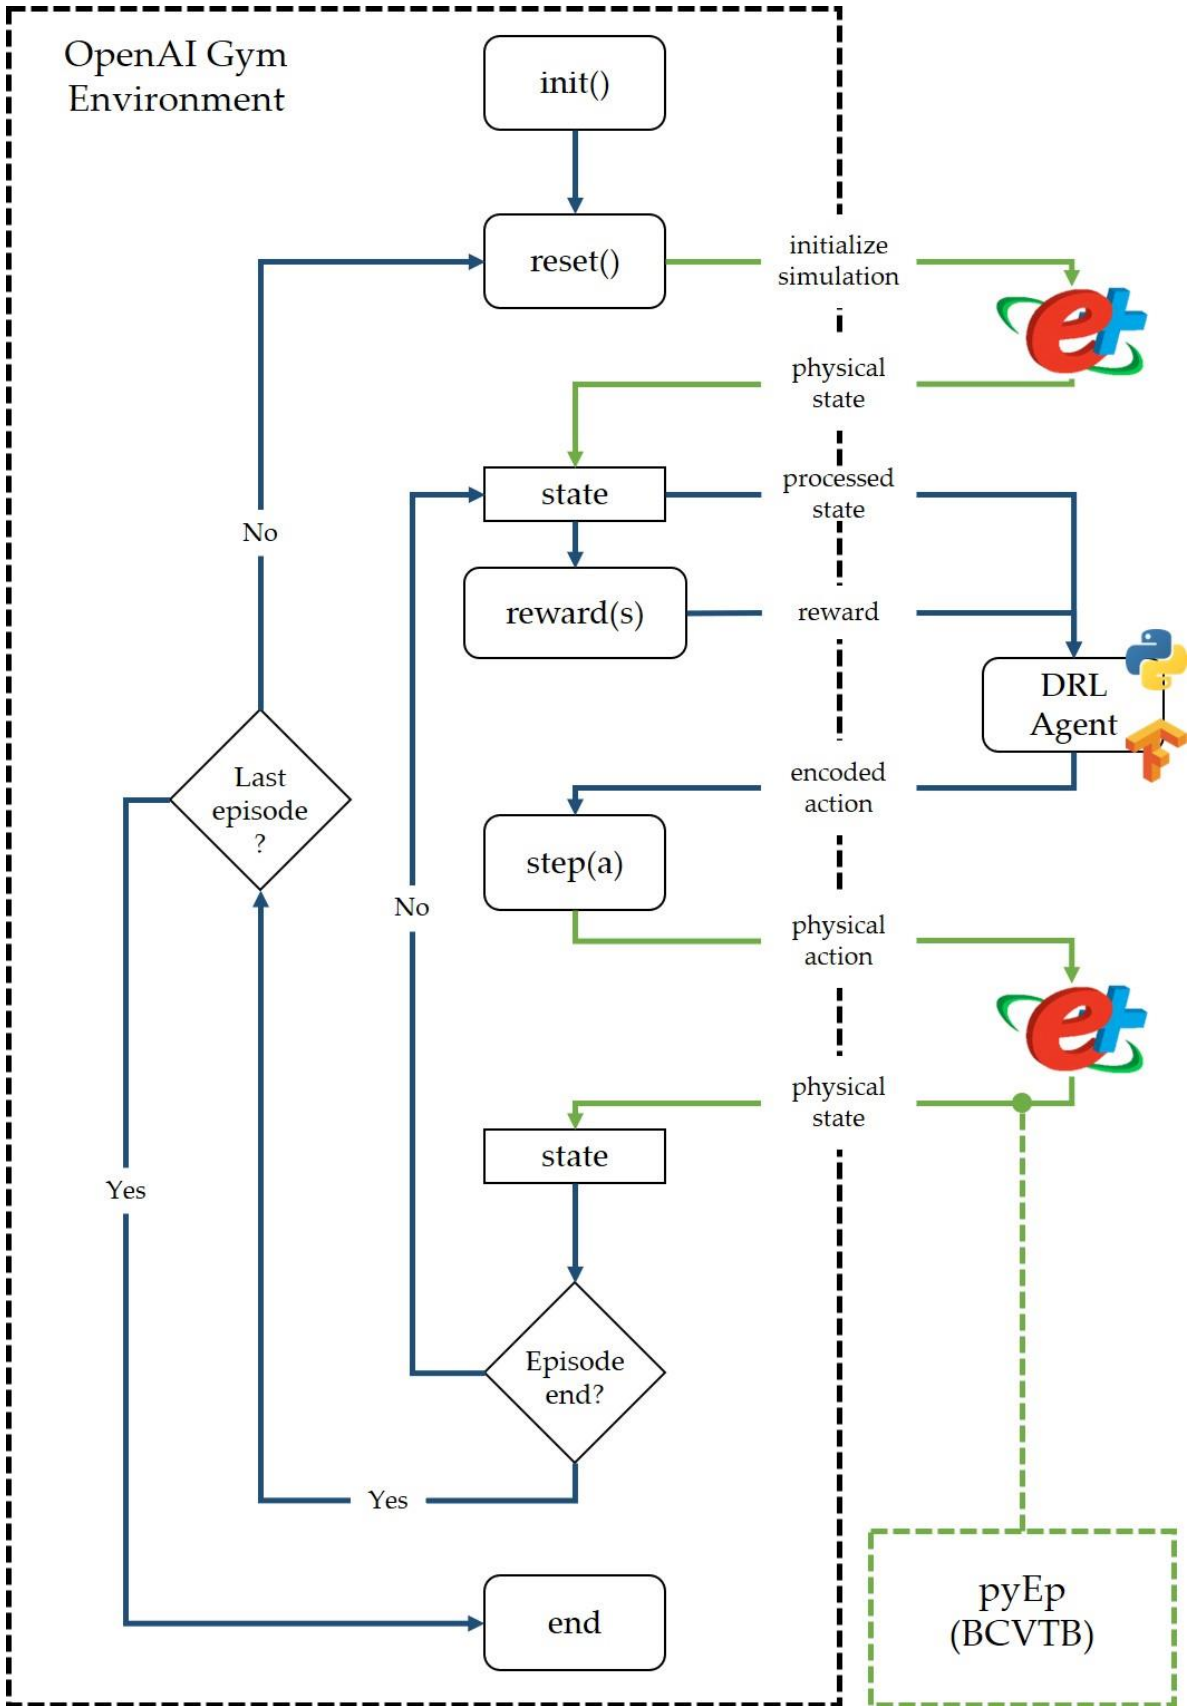 OpenAI Gym
Environment
init()
reset()
initialize
simulation
e+
physical
state
state
processed
state
No
reward(s)
reward
DRL
Agent
Last
episode
?
encoded
action
step(a)
No
physical
action
e+
physical
state
state
Yes
Episode
end?
Yes
end
pyEp
(BCVTB)